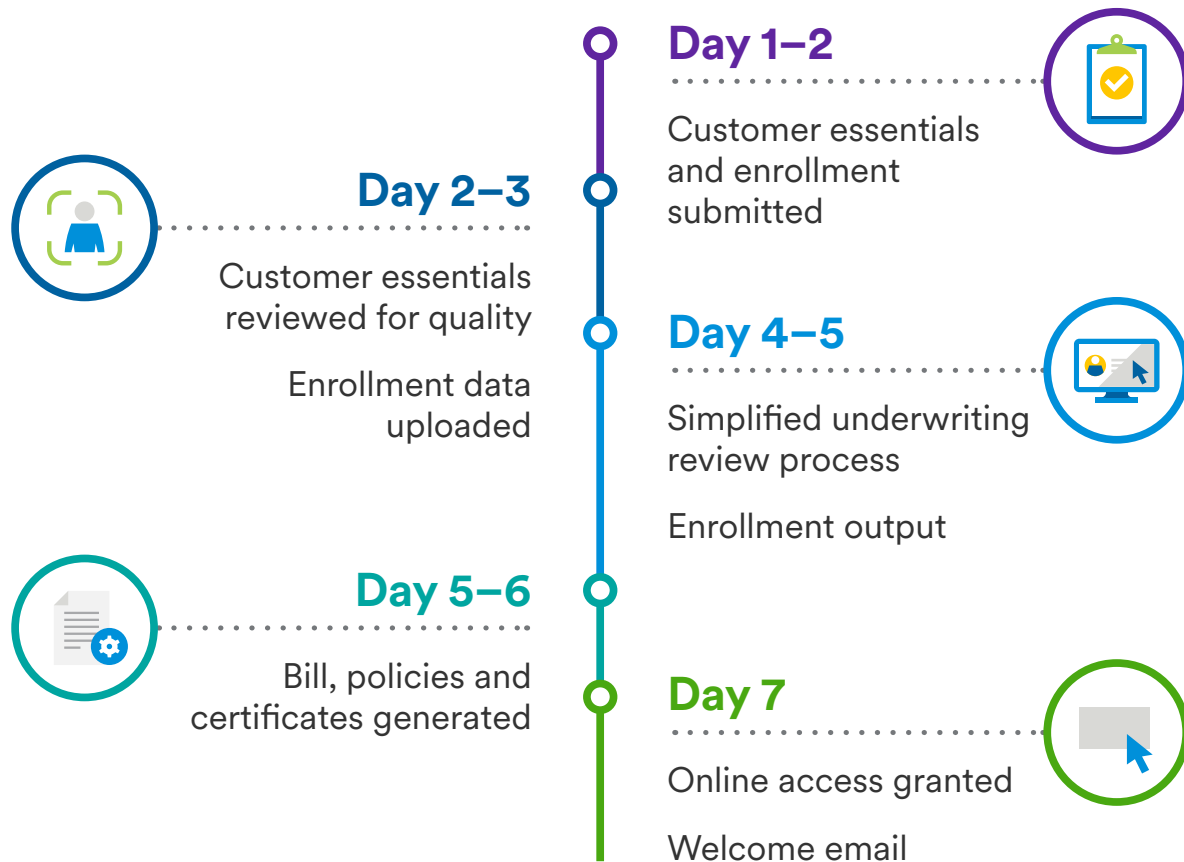 Day 1–2
Customer essentials
and enrollment
submitted
Day 2–3
Customer essentials
reviewed for quality
Enrollment data
uploaded
Day 4–5
Simplified underwriting
review process
Enrollment output
Day 5–6
Bill, policies and
certificates generated
Day 7
Online access granted
Welcome email